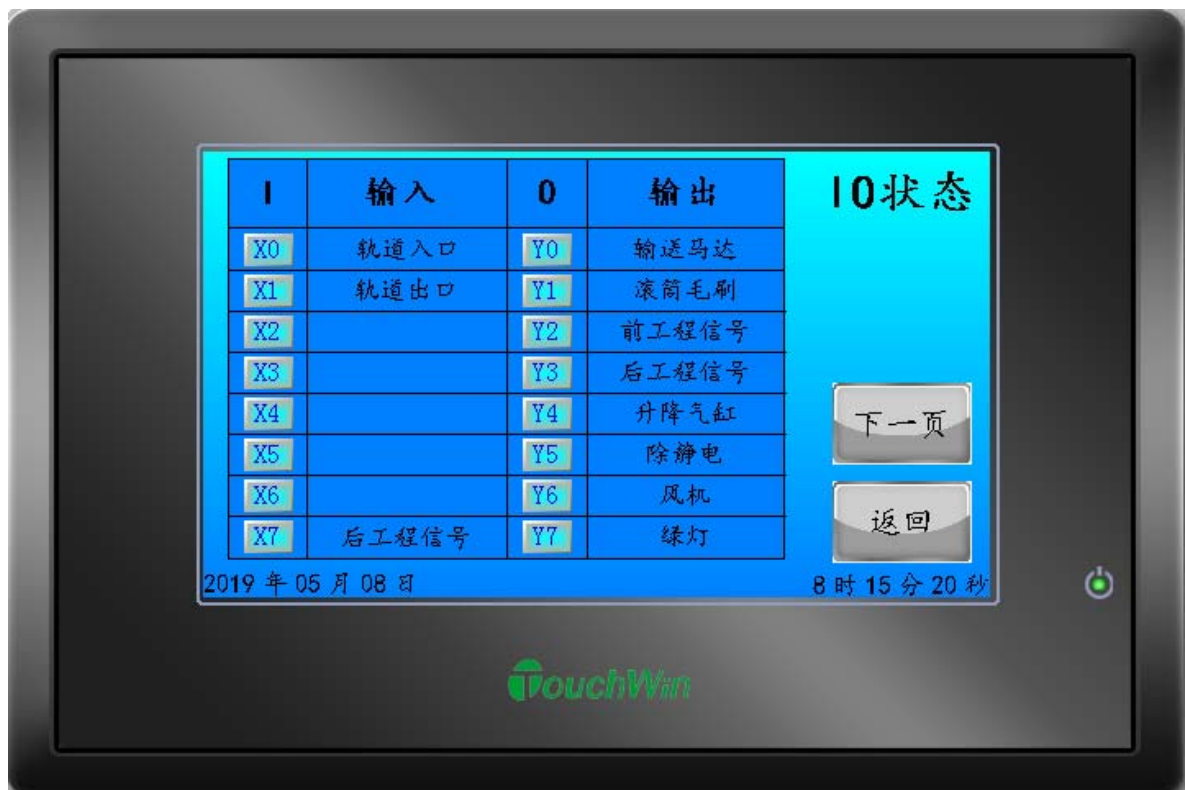 I 输入 O 输出 IO状态
X0 轨道入口 Y0 输送马达
X1 轨道出口 Y1 滚筒毛刷
X2 Y2 前工程信号
X3 Y3 后工程信号
X4 Y4 升降气缸
X5 Y5 除静电
X6 Y6 风机
X7 后工程信号 Y7 绿灯
下一页
返回
2019 年 05 月 08 日 8 时 15 分 20 秒
TouchWin